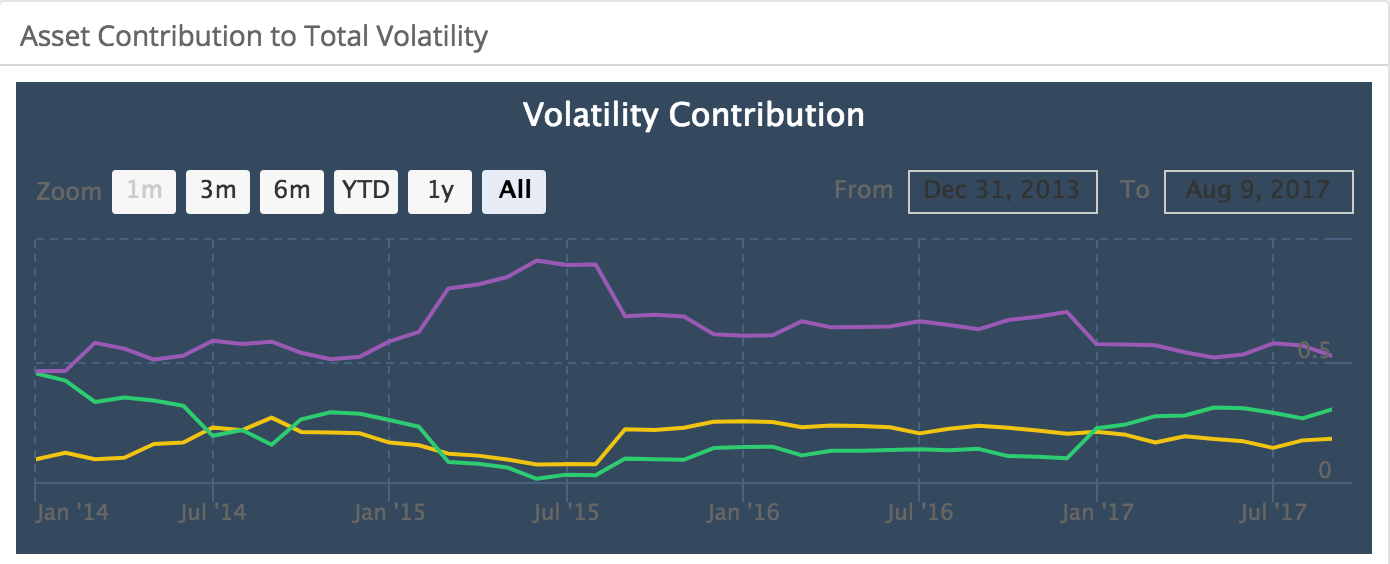 Asset Contribution to Total Volatility
Volatility Contribution
Zoom 1m 3m 6m YTD 1y All From Dec 31, 2013 To Aug 9, 2017
0.5
0
Jan '14 Jul '14 Jan '15 Jul '15 Jan '16 Jul '16 Jan '17 Jul '17